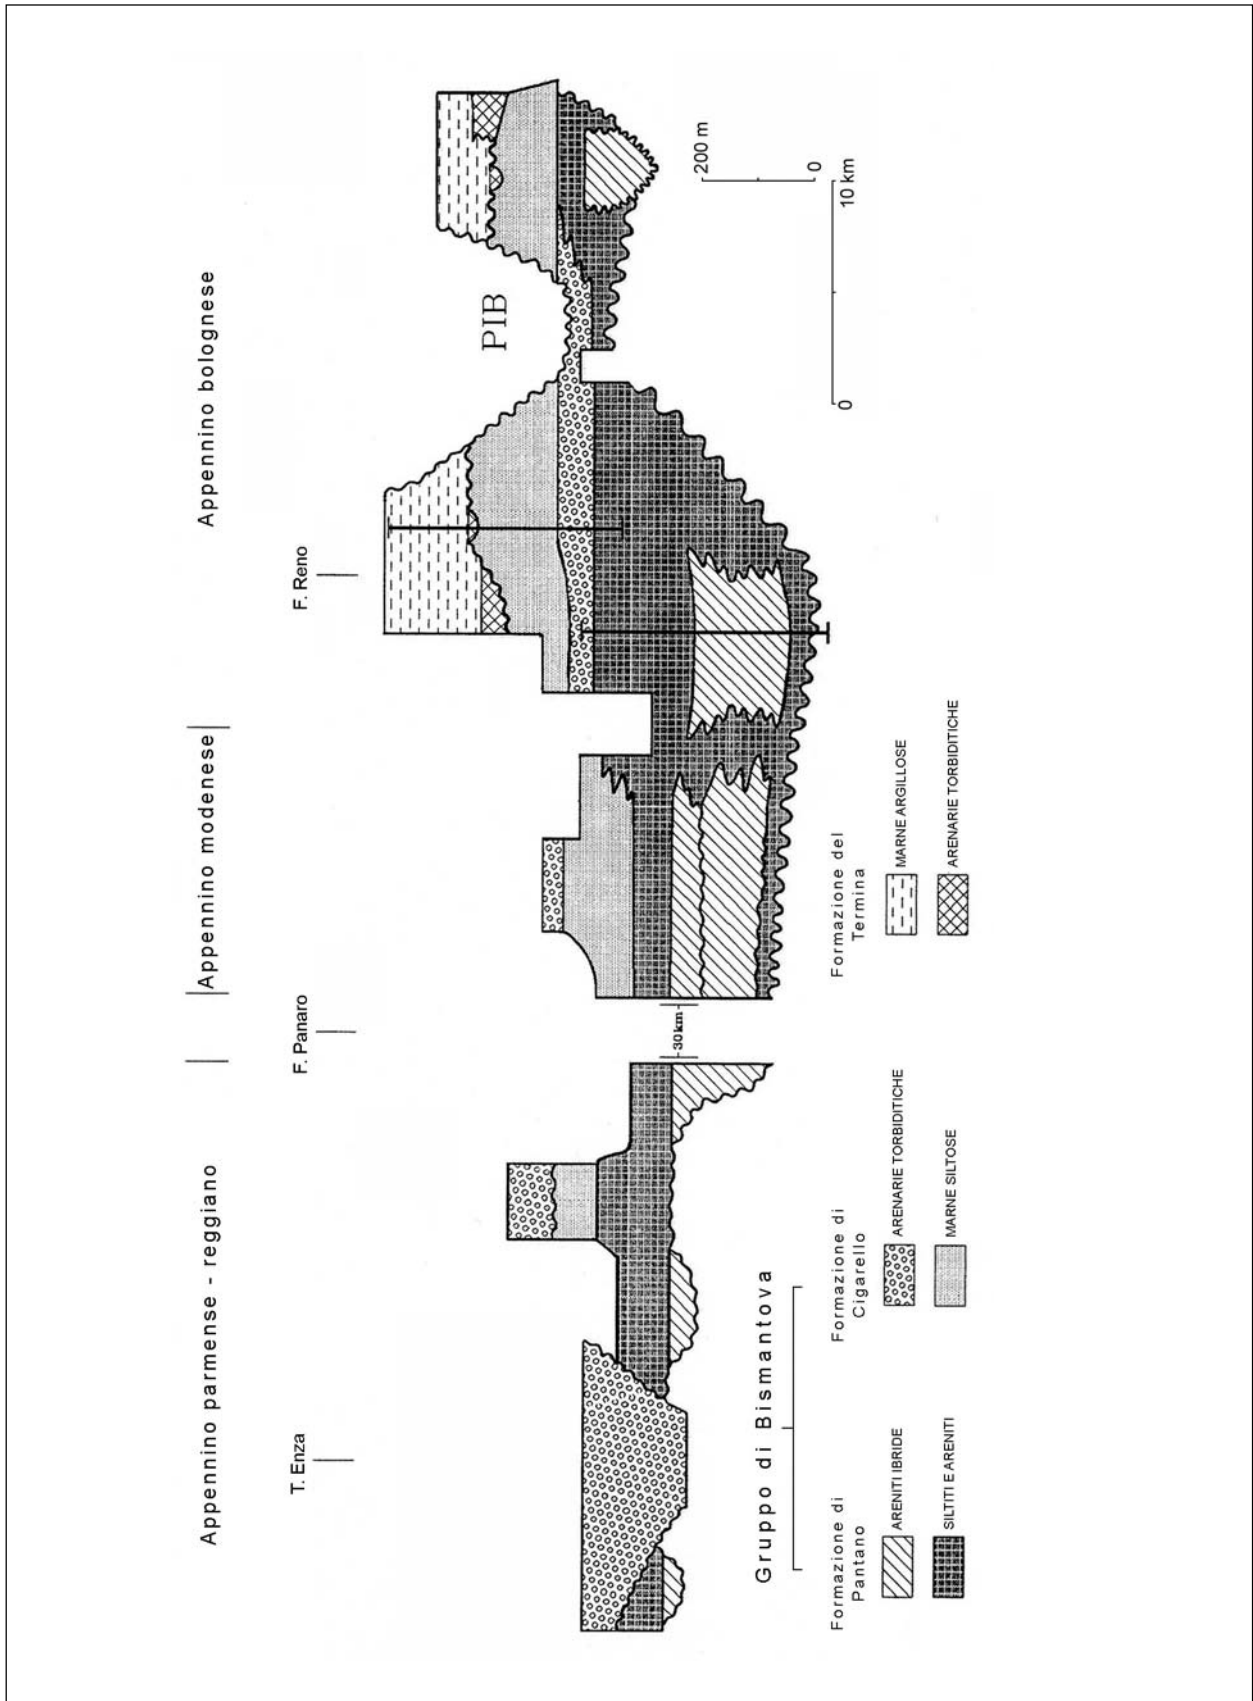 Appennino parmense - reggiano
Appennino modenese
Appennino bolognese
T. Enza
F. Panaro
F. Reno
PIB
30km
200 m
0
0
10 km
Gruppo di Bismantova
Formazione di
Pantano
ARENITI IBRIDE
SILTITI E ARENITI
Formazione di
Cigarello
ARENARIE TORBIDITICHE
MARNE SILTOSE
Formazione del
Termina
MARNE ARGILLOSE
ARENARIE TORBIDITICHE